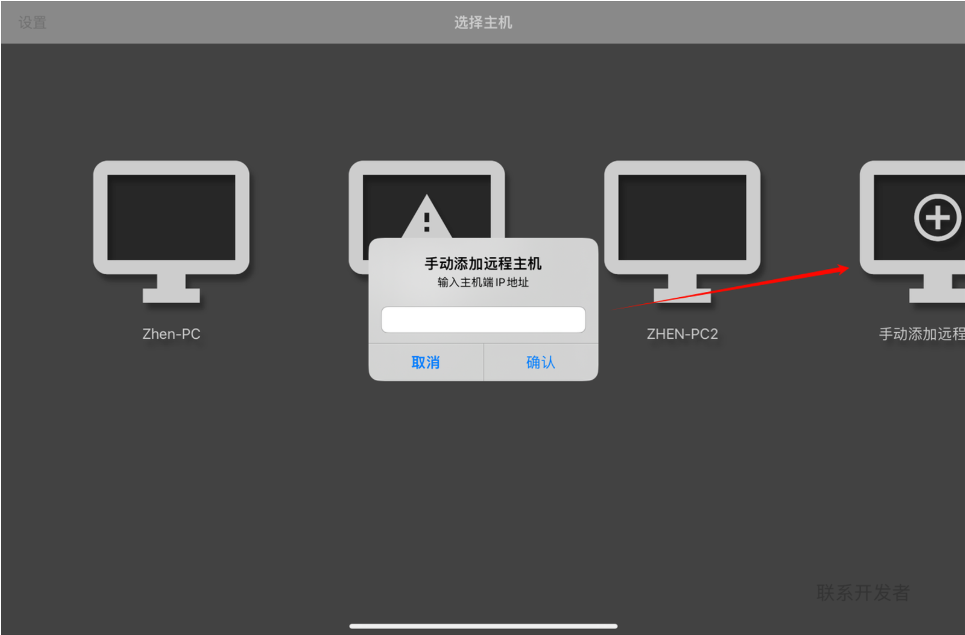 设置
选择主机
手动添加远程主机
输入主机端IP地址
取消
确认
Zhen-PC
ZHEN-PC2
手动添加远程
联系开发者